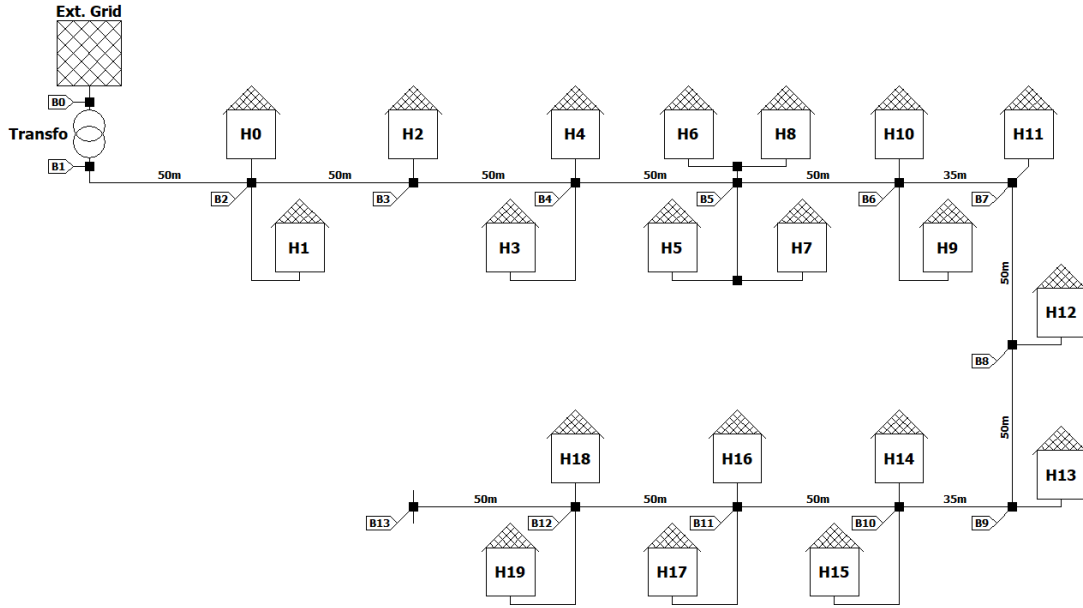 Ext. Grid
B0
Transfo
B1
H0
H2
H4
H6
H8
H10
H11
50m
50m
50m
50m
50m
35m
B2
B3
B4
B5
B6
B7
H1
H3
H5
H7
H9
50m
H12
B8
50m
H18
H16
H14
H13
50m
50m
50m
35m
B13
B12
B11
B10
B9
H19
H17
H15